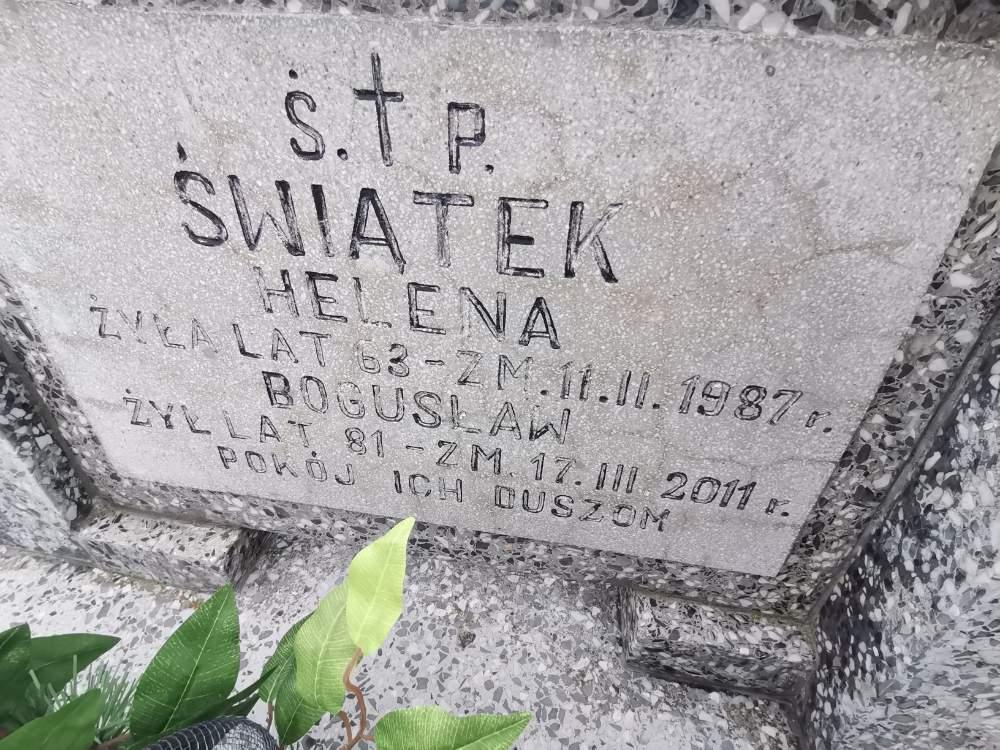 Ś. † P.
ŚWIATEK
HELENA
ŻYŁA LAT 63 - ZM. 11. II. 1987 r.
BOGUSŁAW
ŻYŁ LAT 81 - ZM. 17. III 2011 r.
POKÓJ ICH DUSZOM